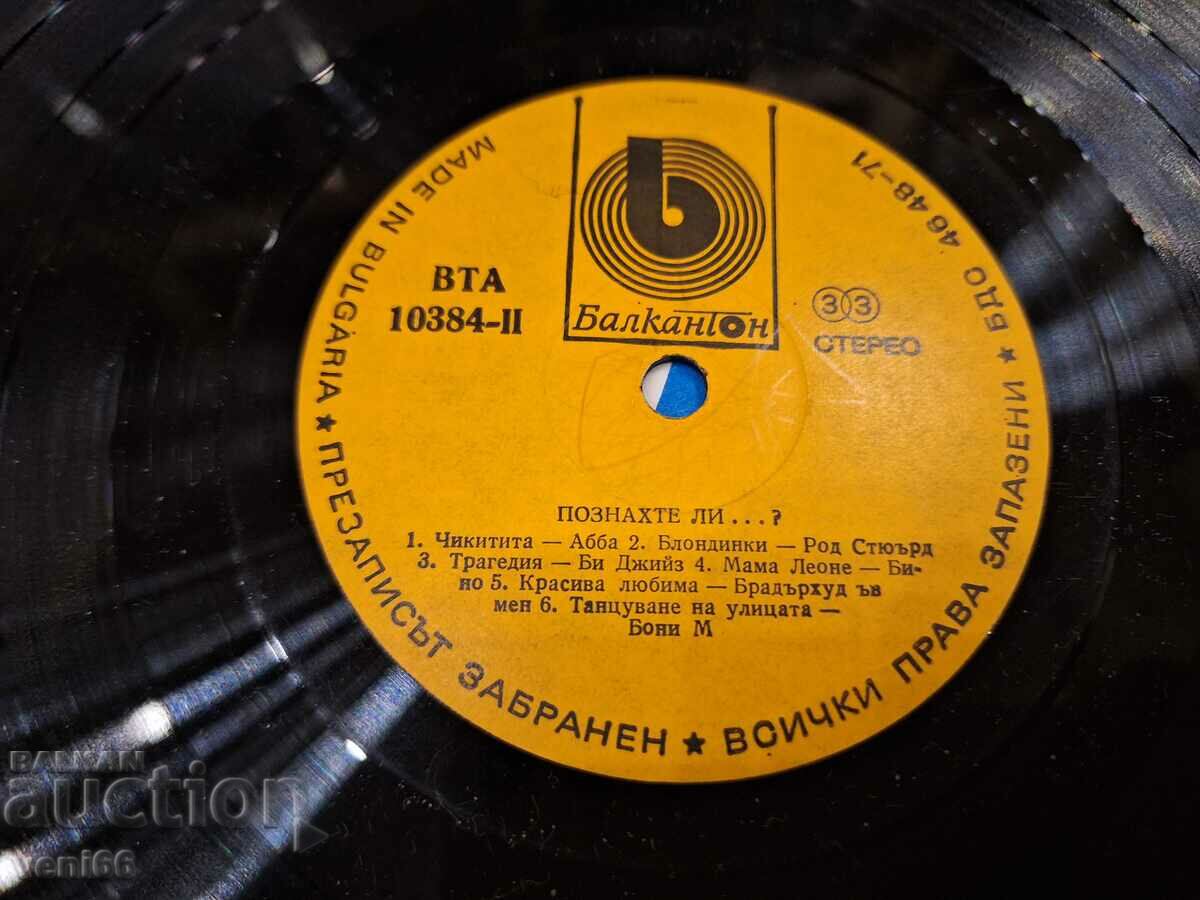 MADE IN BULGARIA ★ ПРЕЗАПИСЪТ ЗАБРАНЕН ★ ВСИЧКИ ПРАВА ЗАПАЗЕНИ ★ БДС 4648-71
b
Балкантон
ВТА
10384-II
33
СТЕРЕО
ПОЗНАХТЕ ЛИ...?
1. Чикитита — Абба 2. Блондинки — Род Стюърд
3. Трагедия — Би Джийз 4. Мама Леоне — Би-
но 5. Красива любима — Брадърхуд ъв
мен 6. Танцуване на улицата —
Бони М
BALKAN
auction
veni66